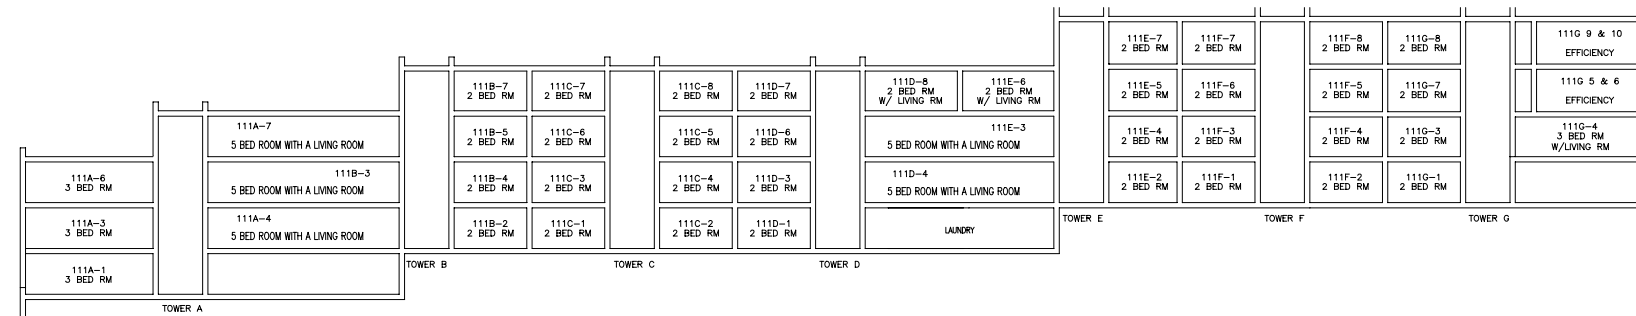 111E-7
2 BED RM
111F-7
2 BED RM
111F-8
2 BED RM
111G-8
2 BED RM
111G 9 & 10
EFFICIENCY
111B-7
2 BED RM
111C-7
2 BED RM
111C-8
2 BED RM
111D-7
2 BED RM
111D-8
2 BED RM
W/ LIVING RM
111E-6
2 BED RM
W/ LIVING RM
111E-5
2 BED RM
111F-6
2 BED RM
111F-5
2 BED RM
111G-7
2 BED RM
111G 5 & 6
EFFICIENCY
111A-7
5 BED ROOM WITH A LIVING ROOM
111B-5
2 BED RM
111C-6
2 BED RM
111C-5
2 BED RM
111D-6
2 BED RM
111E-3
5 BED ROOM WITH A LIVING ROOM
111E-4
2 BED RM
111F-3
2 BED RM
111F-4
2 BED RM
111G-3
2 BED RM
111G-4
3 BED RM
W/LIVING RM
111A-6
3 BED RM
111B-3
5 BED ROOM WITH A LIVING ROOM
111B-4
2 BED RM
111C-3
2 BED RM
111C-4
2 BED RM
111D-3
2 BED RM
111D-4
5 BED ROOM WITH A LIVING ROOM
111E-2
2 BED RM
111F-1
2 BED RM
111F-2
2 BED RM
111G-1
2 BED RM
111A-3
3 BED RM
111A-4
5 BED ROOM WITH A LIVING ROOM
111B-2
2 BED RM
111C-1
2 BED RM
111C-2
2 BED RM
111D-1
2 BED RM
LAUNDRY
TOWER E
TOWER F
TOWER G
111A-1
3 BED RM
TOWER B
TOWER C
TOWER D
TOWER A